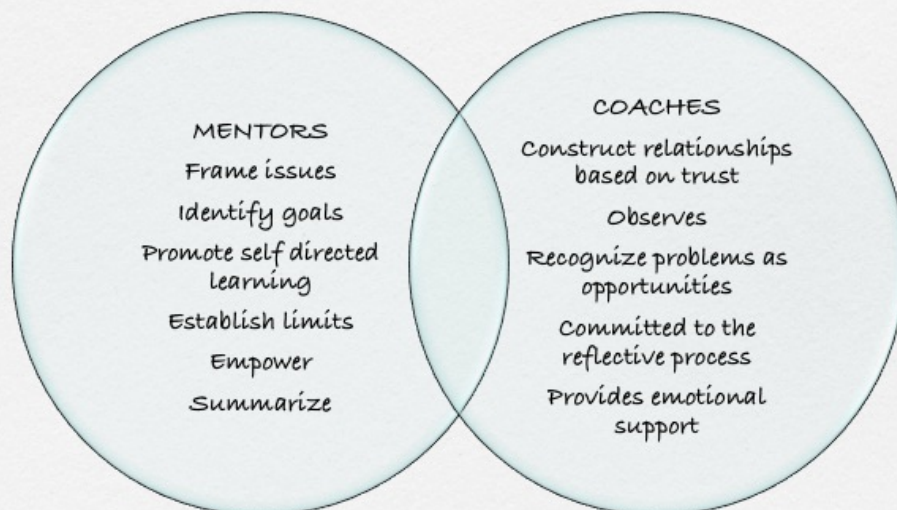 MENTORS
Frame issues
Identify goals
Promote self directed
learning
Establish limits
Empower
Summarize
COACHES
Construct relationships
based on trust
Observes
Recognize problems as
opportunities
Committed to the
reflective process
Provides emotional
support